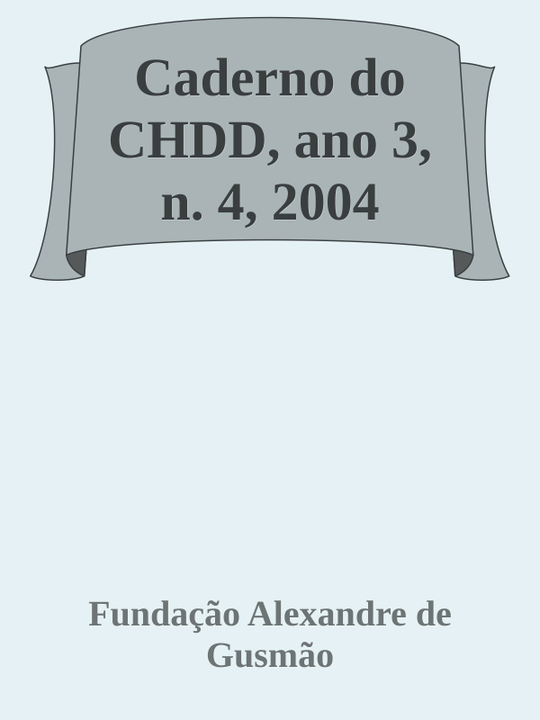 Caderno do
CHDD, ano 3,
n. 4, 2004
Fundação Alexandre de
Gusmão